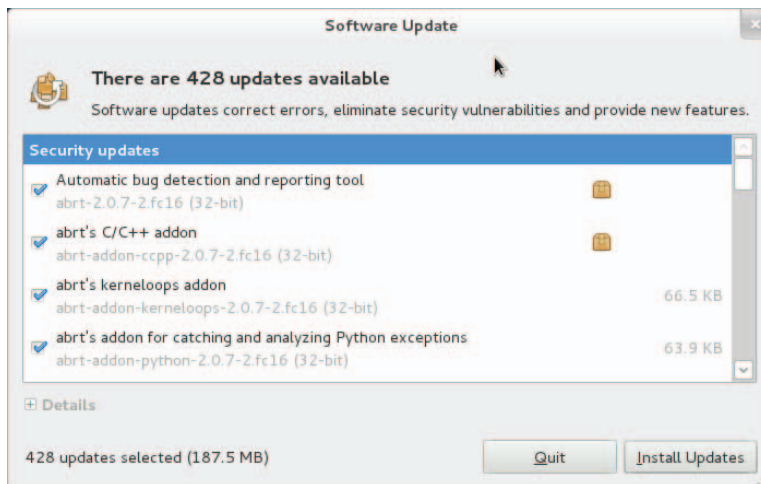 Software Update
There are 428 updates available
Software updates correct errors, eliminate security vulnerabilities and provide new features.
Security updates
Automatic bug detection and reporting tool
abrt-2.0.7-2.fc16 (32-bit)
abrt's C/C++ addon
abrt-addon-ccpp-2.0.7-2.fc16 (32-bit)
abrt's kerneloops addon
66.5 KB
abrt-addon-kerneloops-2.0.7-2.fc16 (32-bit)
abrt's addon for catching and analyzing Python exceptions
63.9 KB
abrt-addon-python-2.0.7-2.fc16 (32-bit)
Details
428 updates selected (187.5 MB)
Quit
Install Updates